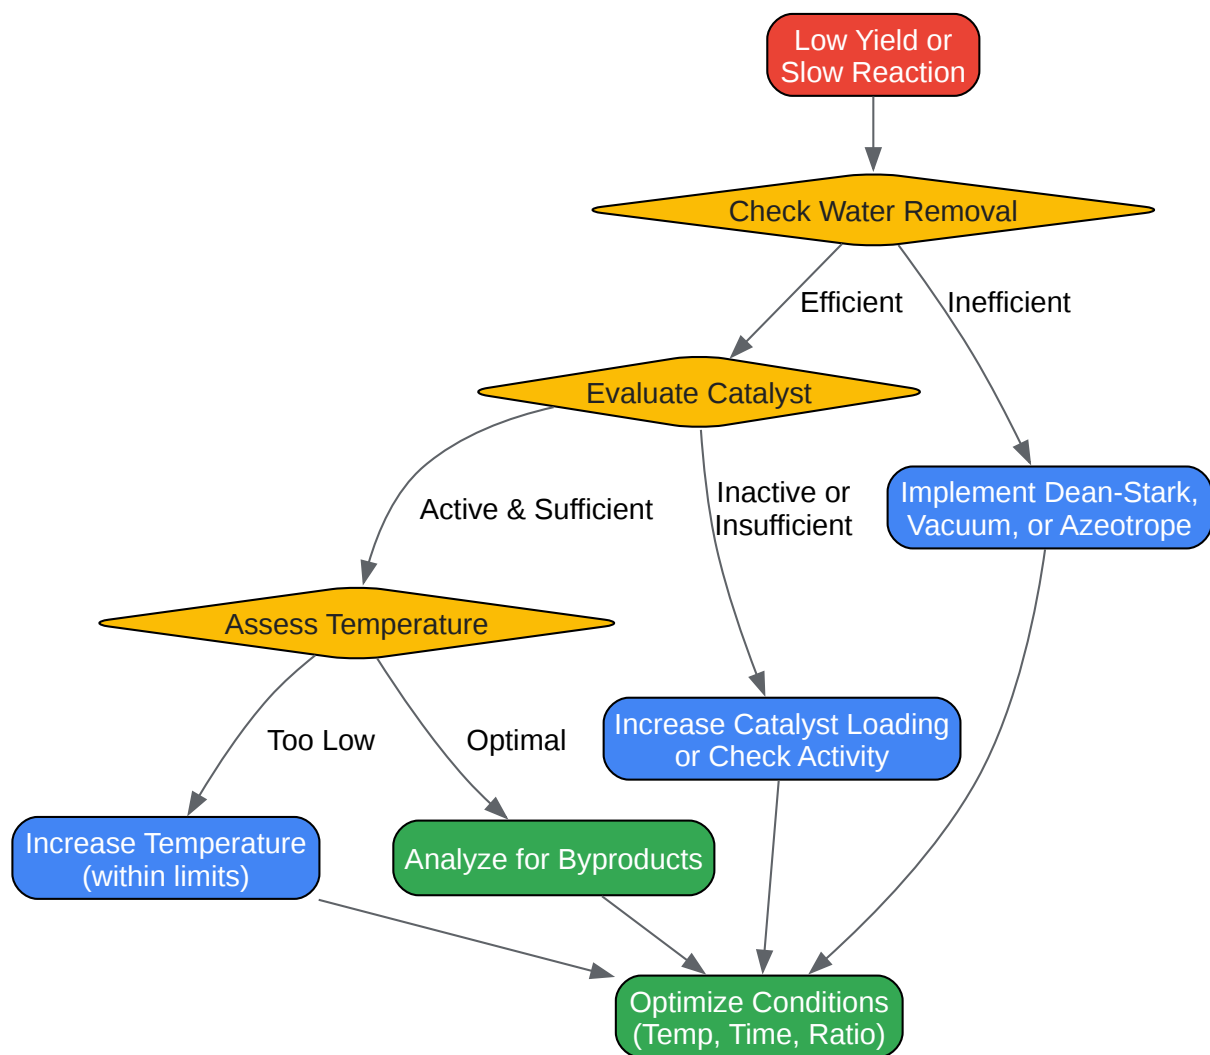 Low Yield or
Slow Reaction
Check Water Removal
Efficient
Inefficient
Evaluate Catalyst
Active & Sufficient
Inactive or
Insufficient
Implement Dean-Stark,
Vacuum, or Azeotrope
Assess Temperature
Too Low
Optimal
Increase Catalyst Loading
or Check Activity
Increase Temperature
(within limits)
Analyze for Byproducts
Optimize Conditions
(Temp, Time, Ratio)